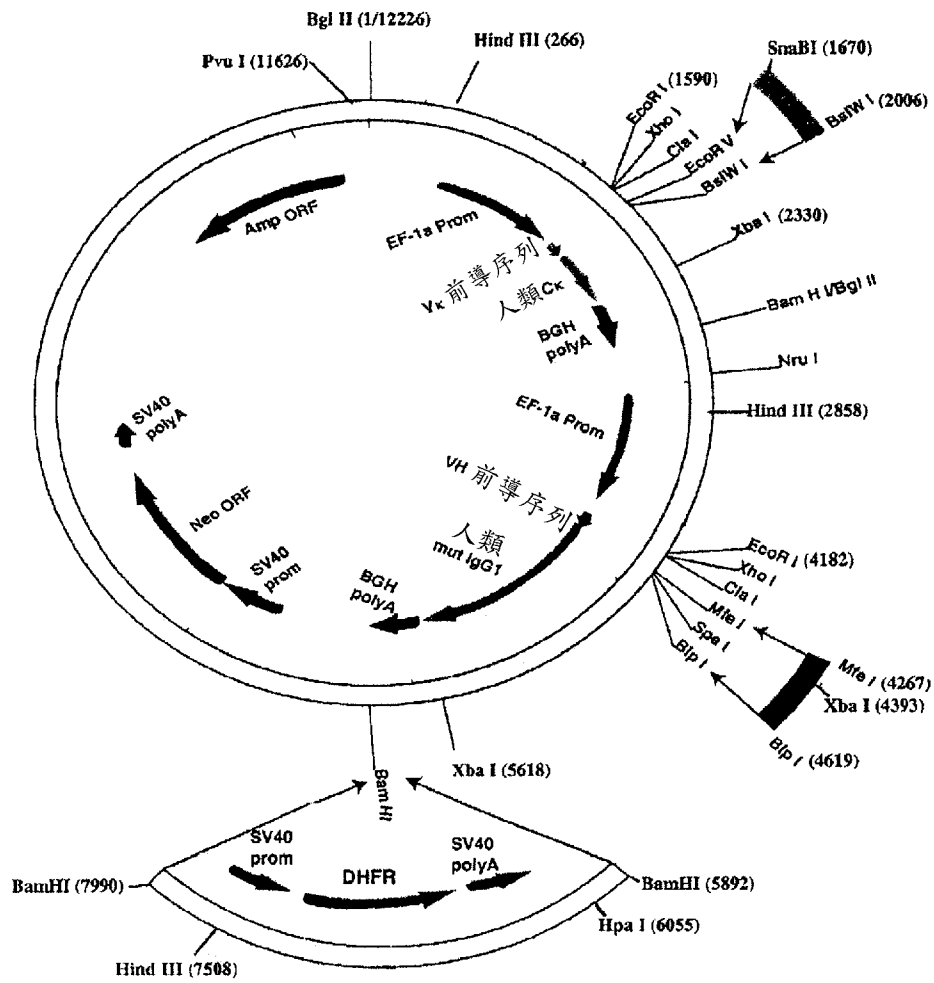 Bgl II (1/12226)
Pvu I (11626)
Hind III (266)
SnaBI (1670)
EcoR I (1590)
Xho I
Cla I
EcoR V
BsiW I
BsiW I (2006)
Xba I (2330)
Bam H I/Bgl II
Nru I
Hind III (2858)
Amp ORF
EF-1a Prom
Vκ 前導序列
人類 Cκ
BGH
polyA
EF-1a Prom
VH 前導序列
人類
mut IgG1
BGH
polyA
SV40
prom
Neo ORF
SV40
polyA
EcoR I (4182)
Xho I
Cla I
Mfe I
Spe I
Blp I
Mfe I (4267)
Xba I (4393)
Blp I (4619)
Xba I (5618)
Bam HI
SV40
prom
DHFR
SV40
polyA
BamHI (7990)
BamHI (5892)
Hpa I (6055)
Hind III (7508)